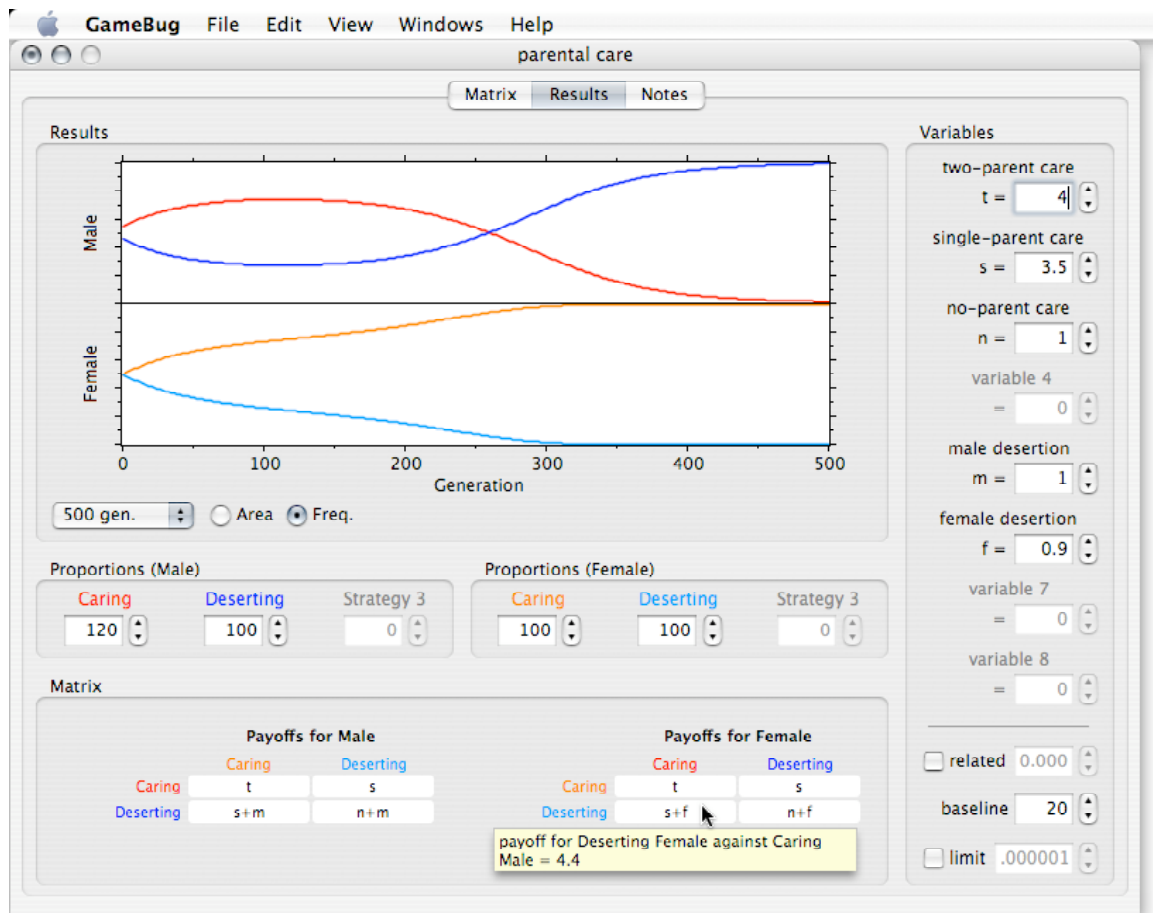 GameBug File Edit View Windows Help
parental care
Matrix Results Notes
Results
Male
Female
0 100 200 300 400 500
Generation
500 gen. Area Freq.
Proportions (Male)
Caring Deserting Strategy 3
120 100 0
Proportions (Female)
Caring Deserting Strategy 3
100 100 0
Matrix
Payoffs for Male
Caring Deserting
Caring t s
Deserting s+m n+m
Payoffs for Female
Caring Deserting
Caring t s
Deserting s+f n+f
payoff for Deserting Female against Caring
Male = 4.4
Variables
two-parent care
t = 4
single-parent care
s = 3.5
no-parent care
n = 1
variable 4
= 0
male desertion
m = 1
female desertion
f = 0.9
variable 7
= 0
variable 8
= 0
related 0.000
baseline 20
limit .000001